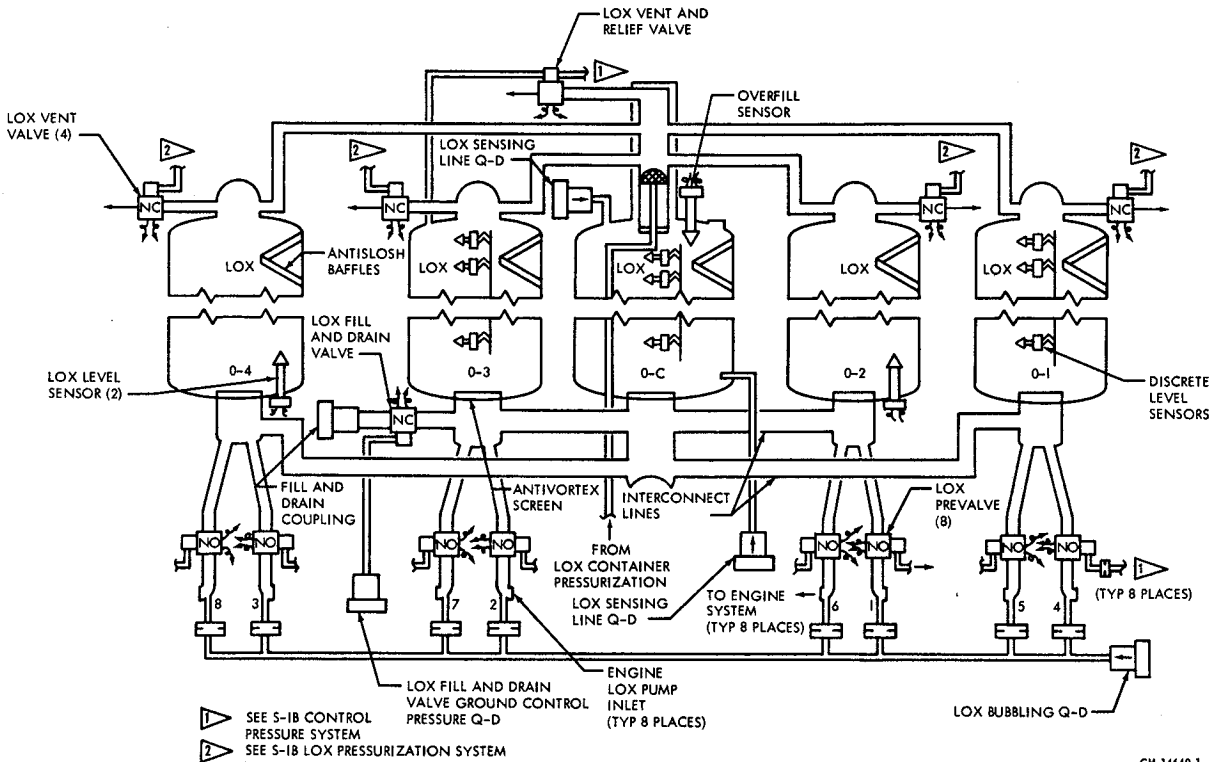 LOX VENT AND
RELIEF VALVE
1
OVERFILL
SENSOR
LOX VENT
VALVE (4)
2
2
LOX SENSING
LINE Q-D
2
2
NC
NC
NC
NC
ANTISLOSH
BAFFLES
LOX
LOX
LOX
LOX
LOX
LOX FILL
AND DRAIN
VALVE
0-4
0-3
0-C
0-2
0-1
LOX LEVEL
SENSOR (2)
DISCRETE
LEVEL
SENSORS
NC
FILL AND
DRAIN
COUPLING
ANTIVORTEX
SCREEN
INTERCONNECT
LINES
LOX
PREVALVE
(8)
NO
NO
NO
NO
NO
NO
NO
NO
FROM
LOX CONTAINER
PRESSURIZATION
LOX SENSING
LINE Q-D
TO ENGINE
SYSTEM
(TYP 8 PLACES)
1
(TYP 8 PLACES)
8
3
7
2
6
1
5
4
LOX FILL AND DRAIN
VALVE GROUND CONTROL
PRESSURE Q-D
ENGINE
LOX PUMP
INLET
(TYP 8 PLACES)
LOX BUBBLING Q-D
1 SEE S-IB CONTROL
PRESSURE SYSTEM
2 SEE S-IB LOX PRESSURIZATION SYSTEM